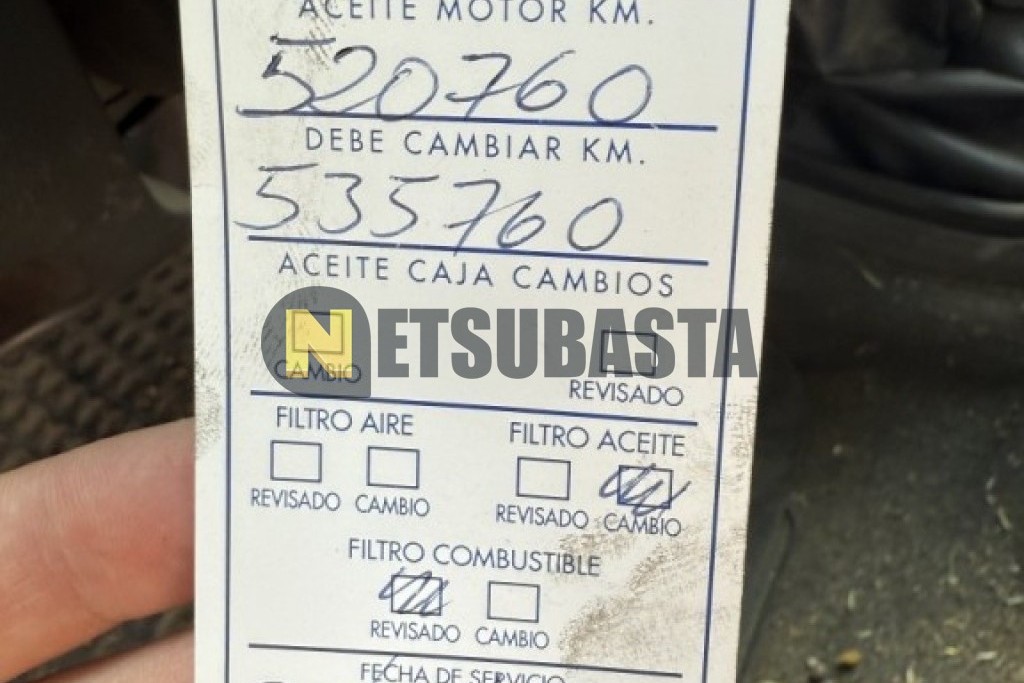 ACEITE MOTOR KM.
520760
DEBE CAMBIAR KM.
535760
ACEITE CAJA CAMBIOS
NETSUBASTA
CAMBIO REVISADO
FILTRO AIRE FILTRO ACEITE
REVISADO CAMBIO REVISADO CAMBIO
FILTRO COMBUSTIBLE
REVISADO CAMBIO
FECHA DE SERVICIO